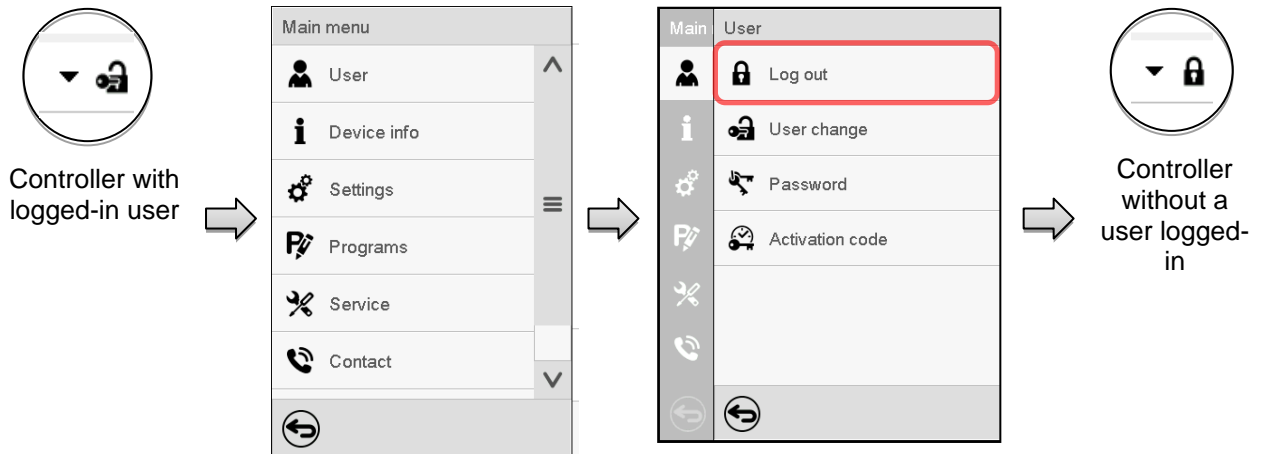 Controller with
logged-in user
Main menu
User
Device info
Settings
Programs
Service
Contact
Main
User
Log out
User change
Password
Activation code
Controller
without a
user logged-
in